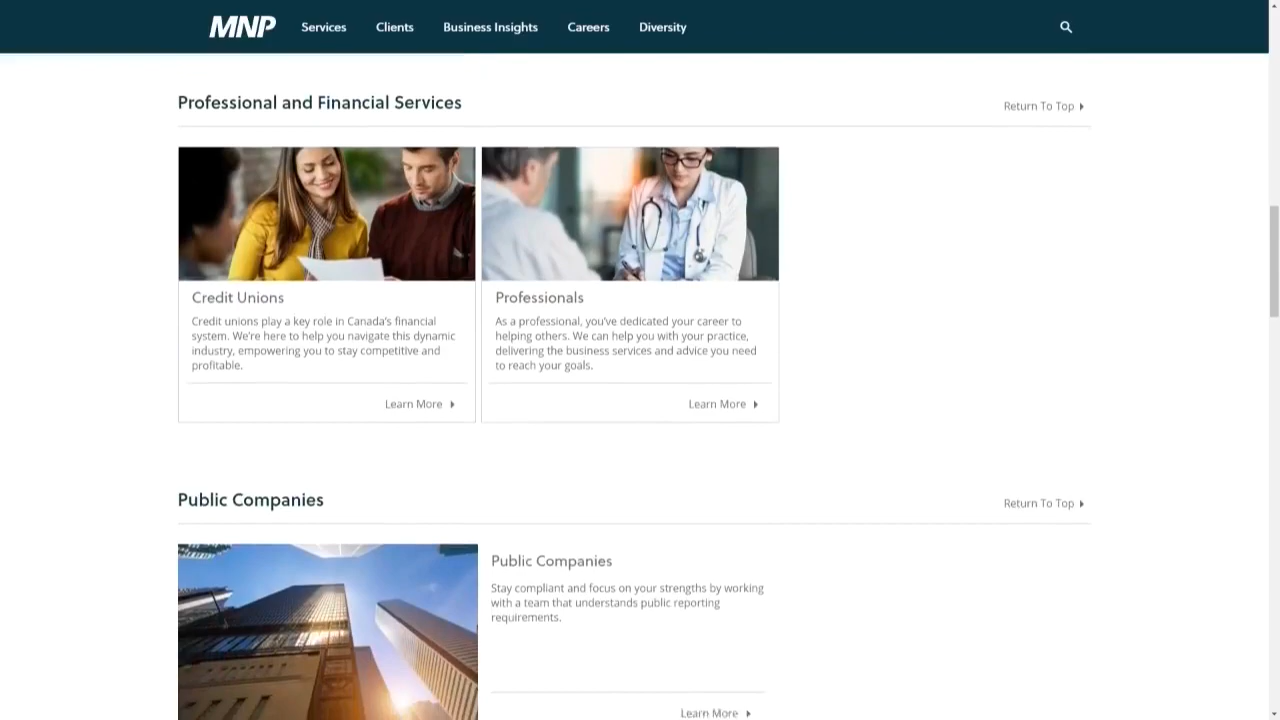 MNP Services Clients Business Insights Careers Diversity
Professional and Financial Services
Return To Top
Credit Unions
Credit unions play a key role in Canada's financial
system. We're here to help you navigate this dynamic
industry, empowering you to stay competitive and
profitable.
Learn More
Professionals
As a professional, you've dedicated your career to
helping others. We can help you with your practice,
delivering the business services and advice you need
to reach your goals.
Learn More
Public Companies
Return To Top
Public Companies
Stay compliant and focus on your strengths by working
with a team that understands public reporting
requirements.
Learn More